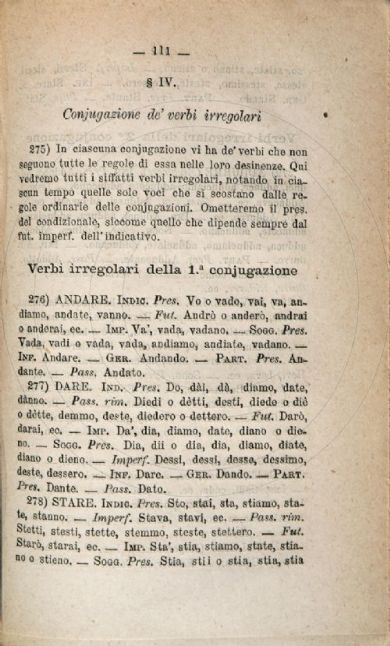 — 111 —
§ IV.
Conjugazione de' verbi irregolari
275) In ciascuna conjugazione vi ha de' verbi che non
seguono tutte le regole di essa nelle loro desinenze. Qui
vedremo tutti i siffatti verbi irregolari, notando in cia-
scun tempo quelle solo voci che si scostano dalle re-
gole ordinarie delle conjugazioni. Ometteremo il pres.
del condizionale, siccome quello che dipende sempre dal
fut. imperf. dell'indicativo.
Verbi irregolari della 1.ª conjugazione
276) ANDARE. INDIC. Pres. Vo o vado, vai, va, an-
diamo, andate, vanno. — Fut. Andrò o anderò, andrai
o anderai, ec. — IMP. Va', vada, vadano. — SOGG. Pres.
Vada, vadi o vada, vada, andiamo, andiate, vadano. —
INF. Andare. — GER. Andando. — PART. Pres. An-
dante. — Pass. Andato.
277) DARE. IND. Pres. Do, dài, dà, diamo, date,
dànno. — Pass. rim. Diedi o dètti, desti, diede o diè
o dètte, demmo, deste, diedero o dettero. — Fut. Darò,
darai, ec. — IMP. Da', dia, diamo, date, diano o die-
no. — SOGG. Pres. Dia, dii o dia, dia, diamo, diate,
diano o dieno. — Imperf. Dessi, dessi, desse, dessimo,
deste, dessero. — INF. Dare. — GER. Dando. — PART.
Pres. Dante. — Pass. Dato.
278) STARE. INDIC. Pres. Sto, stai, sta, stiamo, sta-
te, stanno. — Imperf. Stava, stavi, ec. — Pass. rim.
Stetti, stesti, stette, stemmo, steste, stettero. — Fut.
Starò, starai, ec. — IMP. Sta', stia, stiamo, state, stia-
no o stieno. — SOGG. Pres. Stia, stii o stia, stia, stia